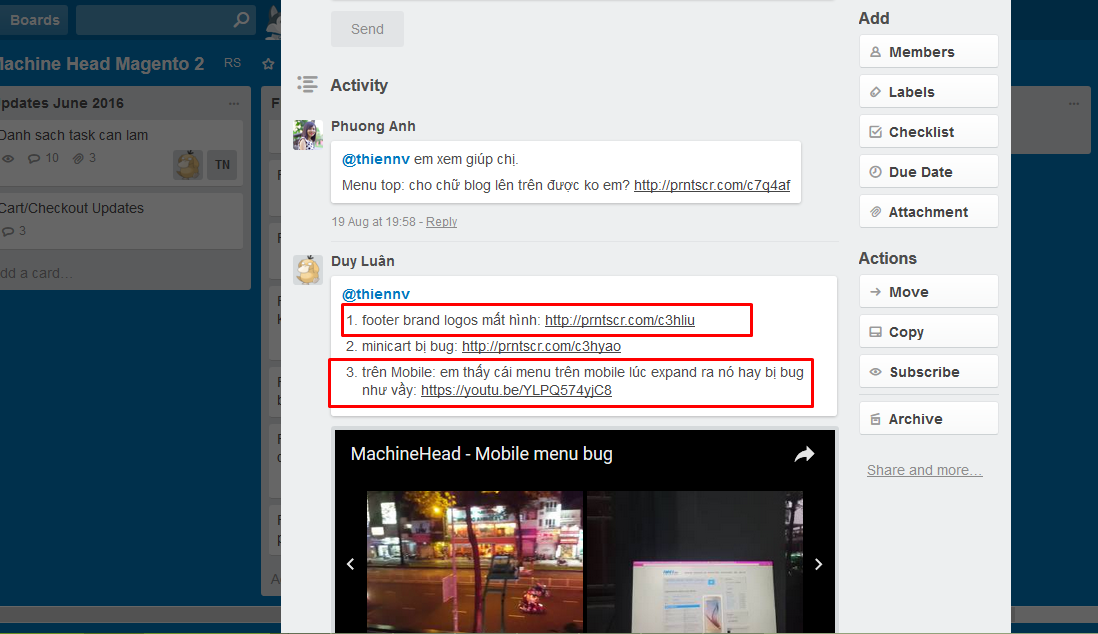 Boards
Machine Head Magento 2 RS
pdates June 2016
Danh sach task can lam
10 3
TN
Cart/Checkout Updates
3
dd a card…
Send
Activity
Phuong Anh
@thiennv em xem giúp chị.
Menu top: cho chữ blog lên trên được ko em? http://prntscr.com/c7q4af
19 Aug at 19:58 - Reply
Duy Luân
@thiennv
1. footer brand logos mất hình: http://prntscr.com/c3hliu
2. minicart bị bug: http://prntscr.com/c3hyao
3. trên Mobile: em thấy cái menu trên mobile lúc expand ra nó hay bị bug
như vầy: https://youtu.be/YLPQ574yjC8
MachineHead - Mobile menu bug
Add
Members
Labels
Checklist
Due Date
Attachment
Actions
Move
Copy
Subscribe
Archive
Share and more…